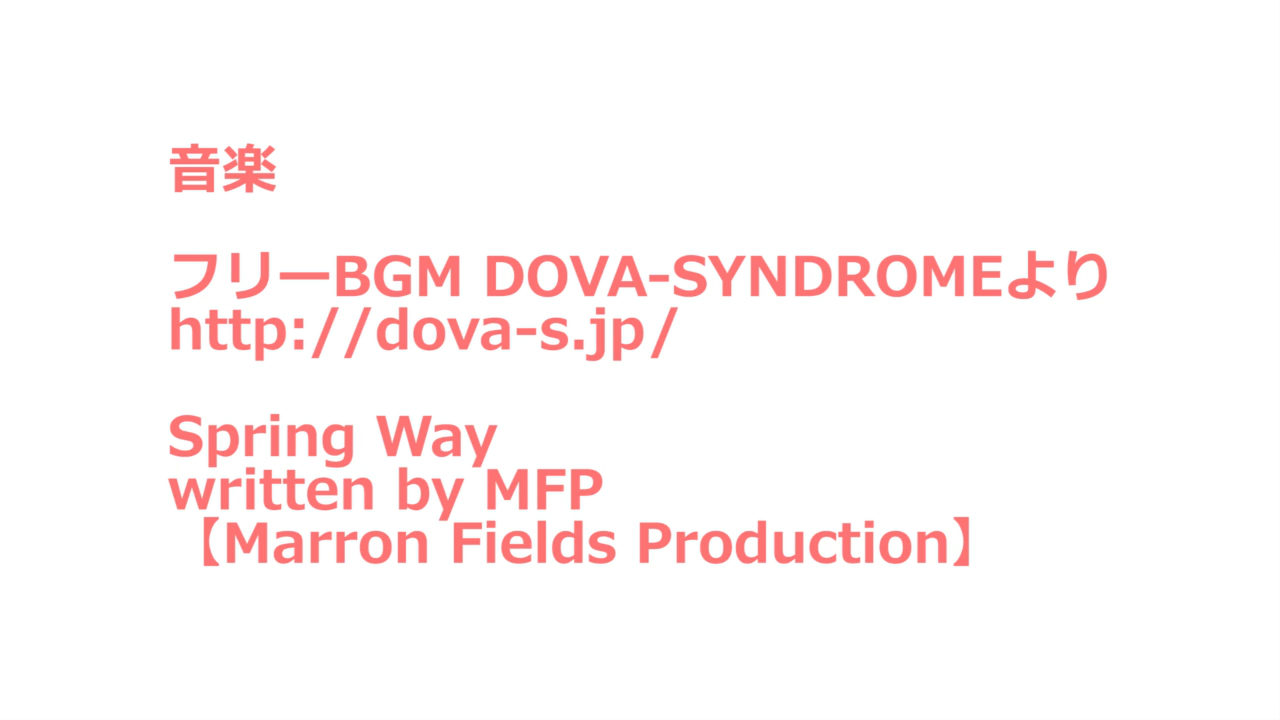 音楽
フリーBGM DOVA-SYNDROMEより
http://dova-s.jp/
Spring Way
written by MFP
【Marron Fields Production】